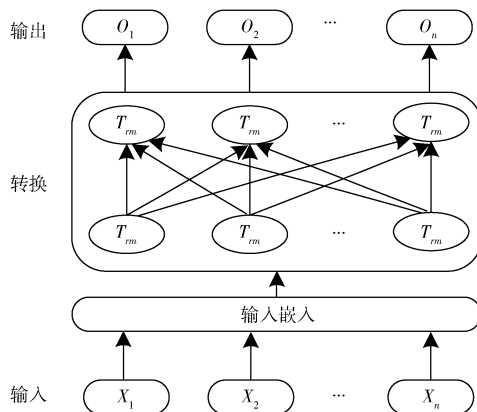 输出 O1 O2 ... On
Trm Trm ... Trm
转换
Trm Trm ... Trm
输入嵌入
输入 X1 X2 ... Xn